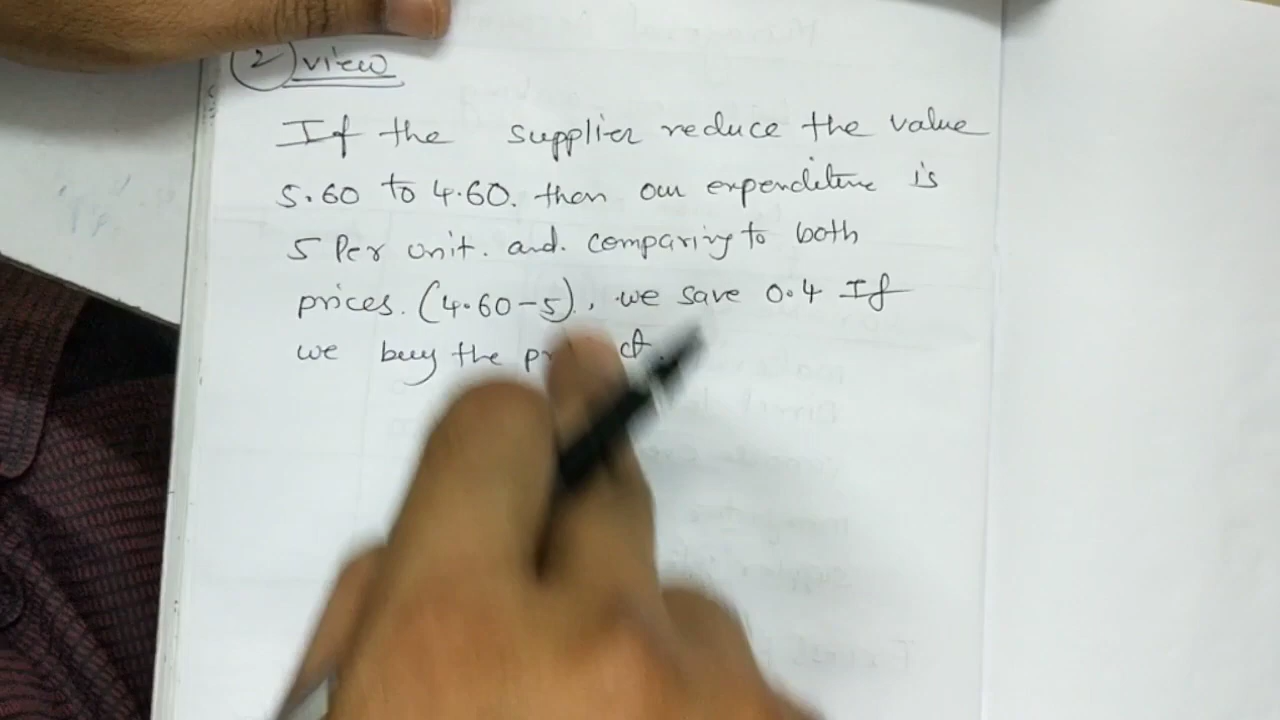 2 view
If the supplier reduce the value
5.60 to 4.60. then our expenditure is
5 Per unit. and. comparing to both
prices. (4.60-5), we save 0.4 If
we buy the